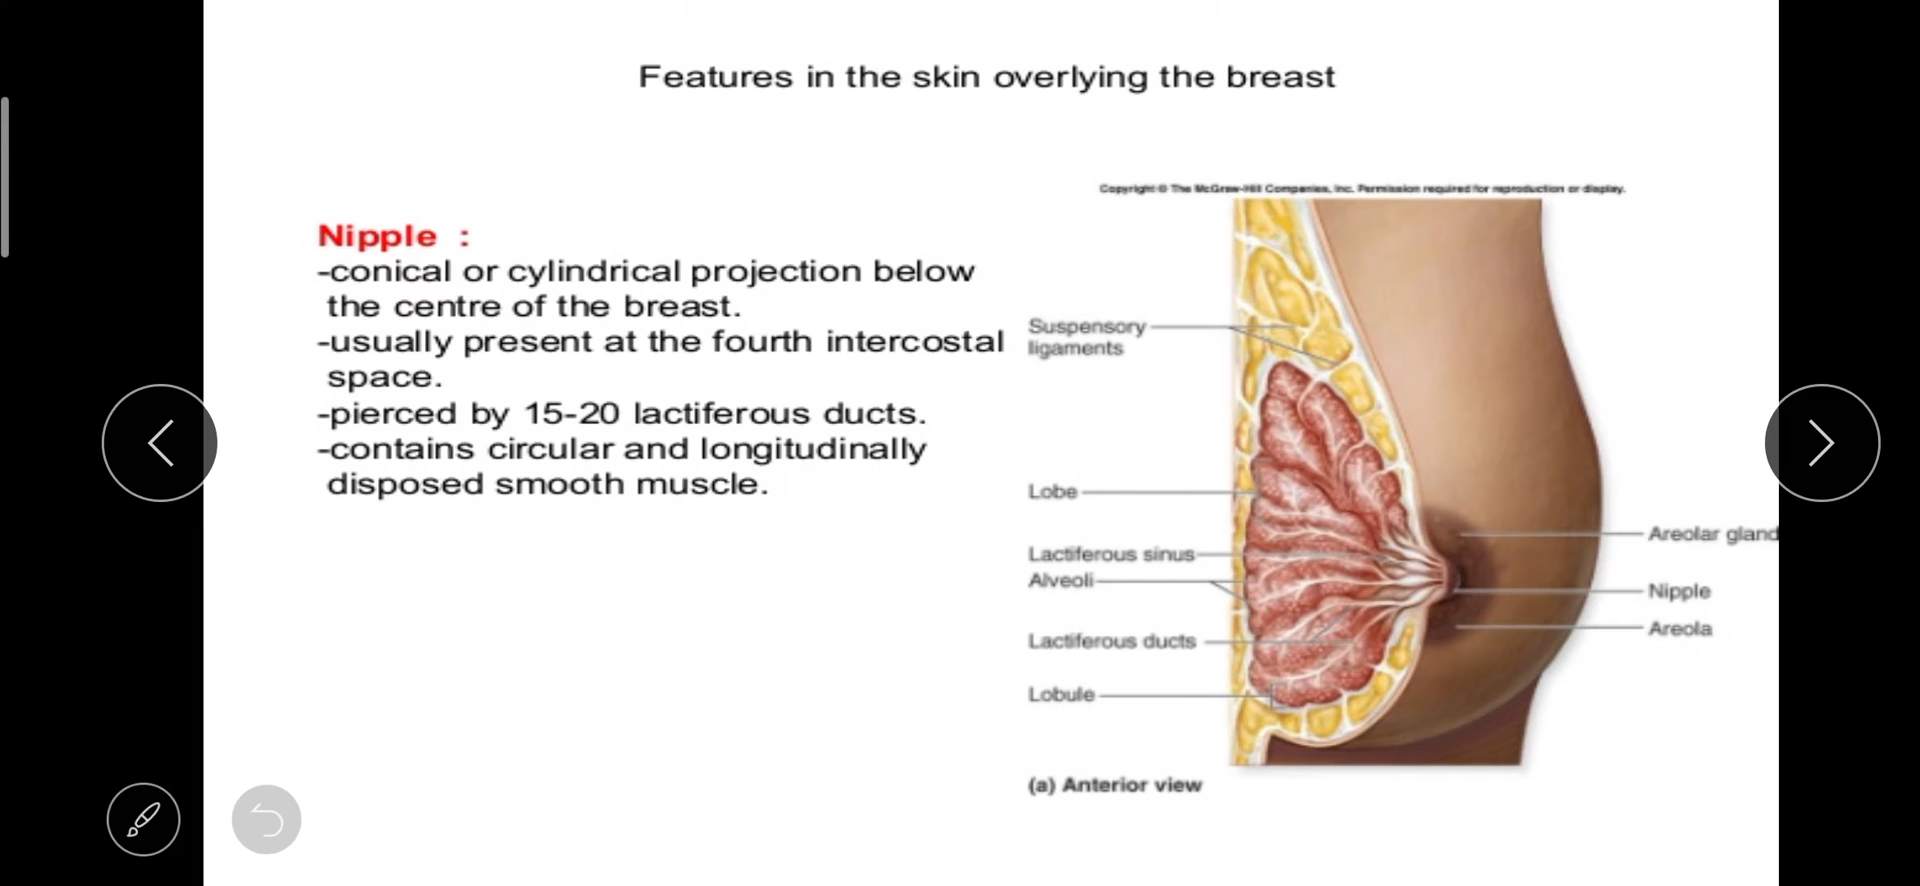 Features in the skin overlying the breast
Copyright © The McGraw-Hill Companies, Inc. Permission required for reproduction or display.
Nipple :
-conical or cylindrical projection below
the centre of the breast.
-usually present at the fourth intercostal
space.
-pierced by 15-20 lactiferous ducts.
-contains circular and longitudinally
disposed smooth muscle.
Suspensory
ligaments
Lobe
Lactiferous sinus
Alveoli
Lactiferous ducts
Lobule
Areolar gland
Nipple
Areola
(a) Anterior view